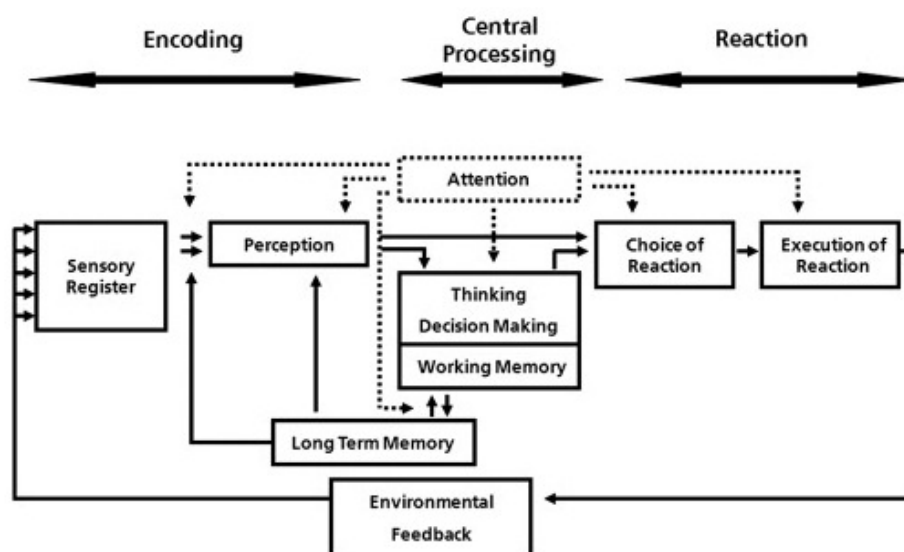 Encoding
Central
Processing
Reaction
Attention
Sensory
Register
Perception
Choice of
Reaction
Execution of
Reaction
Thinking
Decision Making
Working Memory
Long Term Memory
Environmental
Feedback